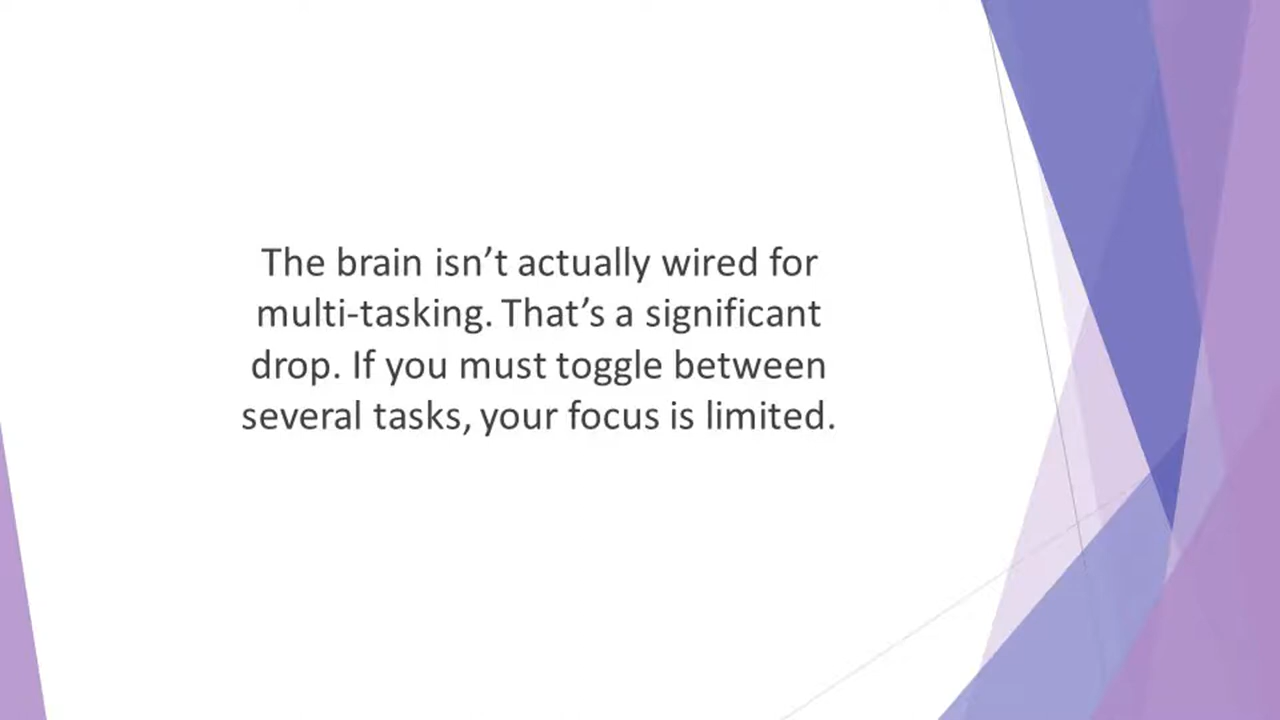 The brain isn’t actually wired for
multi-tasking. That’s a significant
drop. If you must toggle between
several tasks, your focus is limited.